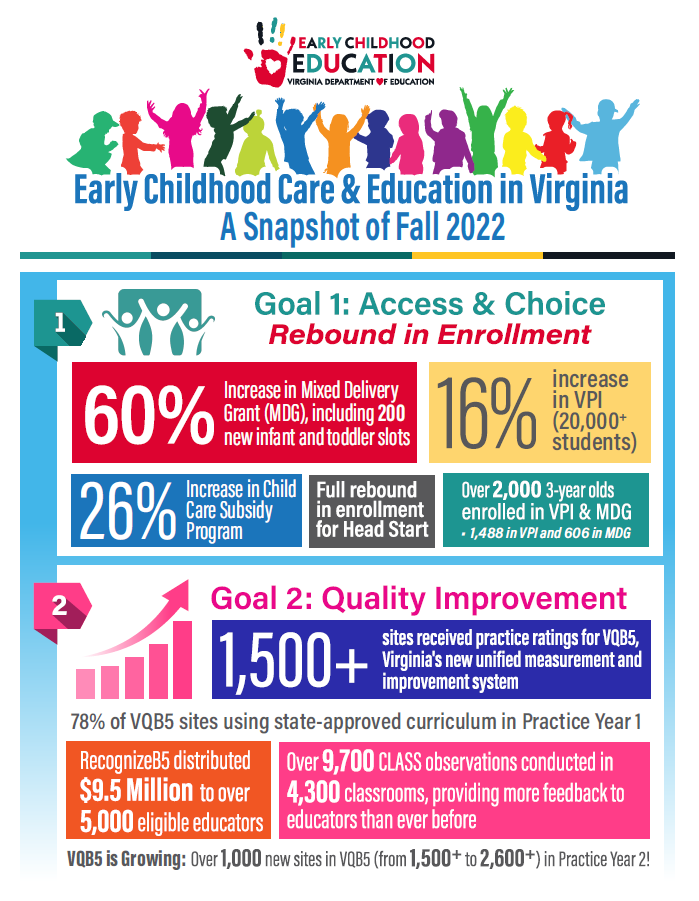 EARLY CHILDHOOD
EDUCATION
VIRGINIA DEPARTMENT OF EDUCATION
Early Childhood Care & Education in Virginia
A Snapshot of Fall 2022
1
Goal 1: Access & Choice
Rebound in Enrollment
60%
Increase in Mixed Delivery
Grant (MDG), including 200
new infant and toddler slots
16%
increase
in VPI
(20,000+
students)
26%
Increase in Child
Care Subsidy
Program
Full rebound
in enrollment
for Head Start
Over 2,000 3-year olds
enrolled in VPI & MDG
• 1,488 in VPI and 606 in MDG
2
Goal 2: Quality Improvement
1,500+
sites received practice ratings for VQB5,
Virginia's new unified measurement and
improvement system
78% of VQB5 sites using state-approved curriculum in Practice Year 1
RecognizeB5 distributed
$9.5 Million to over
5,000 eligible educators
Over 9,700 CLASS observations conducted in
4,300 classrooms, providing more feedback to
educators than ever before
VQB5 is Growing: Over 1,000 new sites in VQB5 (from 1,500+ to 2,600+) in Practice Year 2!